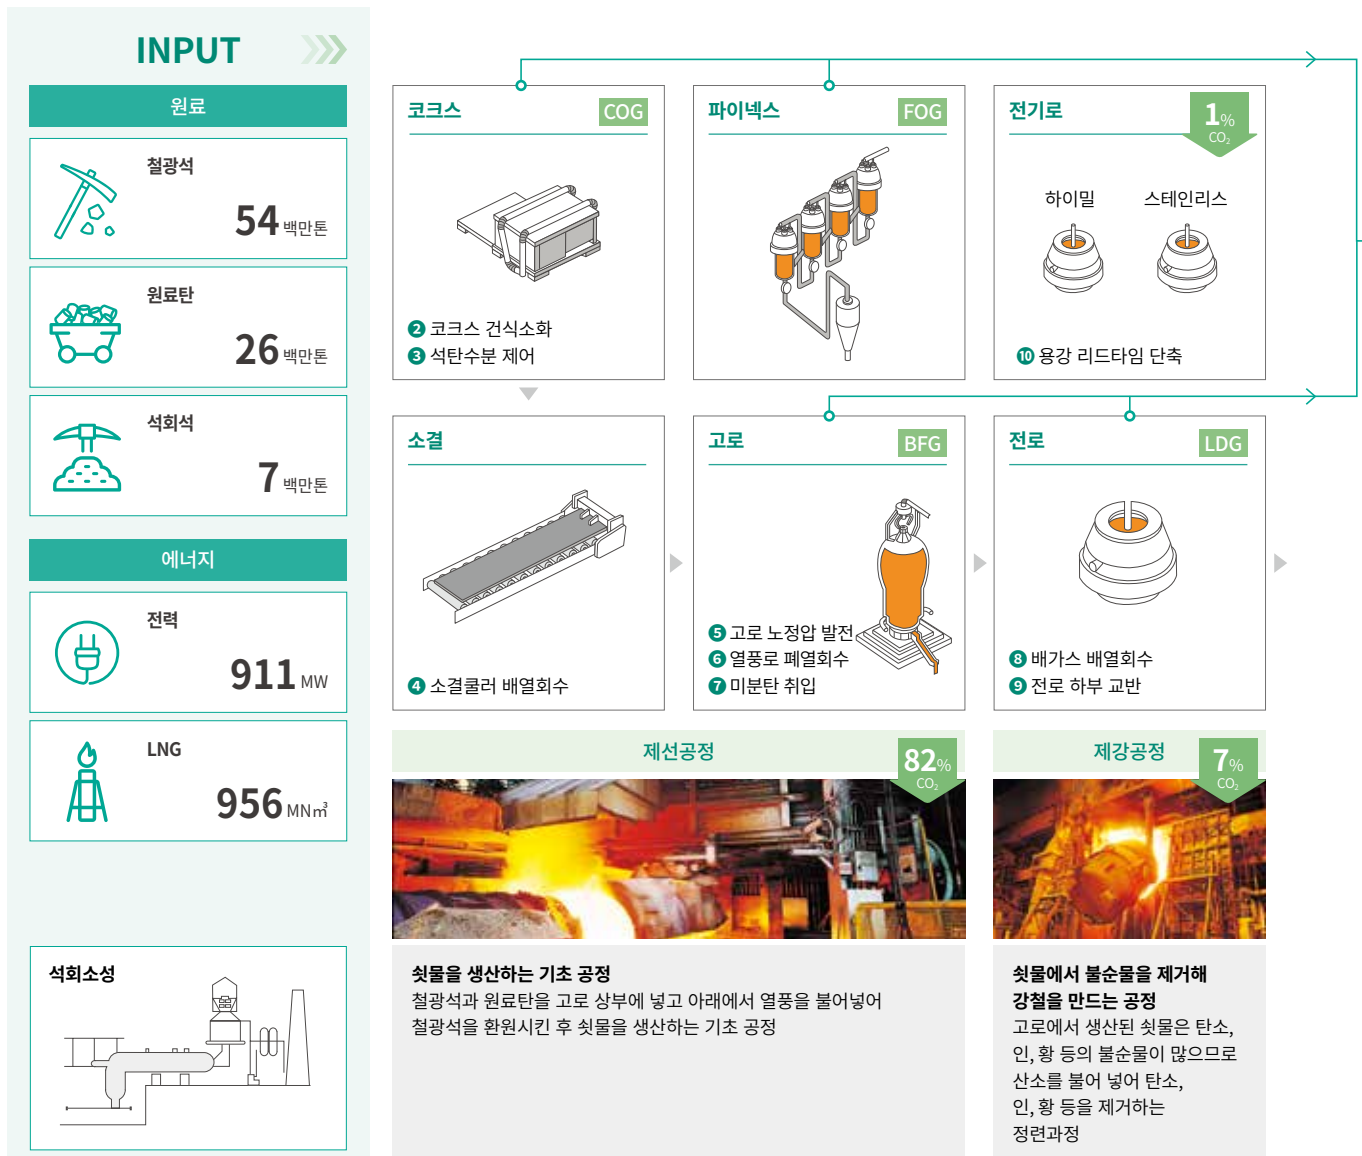 INPUT
원료
철광석
54 백만톤
원료탄
26 백만톤
석회석
7 백만톤
에너지
전력
911 MW
LNG
956 MN㎥
석회소성
코크스 COG
❷ 코크스 건식소화
❸ 석탄수분 제어
파이넥스 FOG
전기로
1%
CO₂
하이밀 스테인리스
❿ 용강 리드타임 단축
소결
❹ 소결쿨러 배열회수
고로 BFG
❺ 고로 노정압 발전
❻ 열풍로 폐열회수
❼ 미분탄 취입
전로 LDG
❽ 배가스 배열회수
❾ 전로 하부 교반
제선공정
82%
CO₂
쇳물을 생산하는 기초 공정
철광석과 원료탄을 고로 상부에 넣고 아래에서 열풍을 불어넣어
철광석을 환원시킨 후 쇳물을 생산하는 기초 공정
제강공정
7%
CO₂
쇳물에서 불순물을 제거해
강철을 만드는 공정
고로에서 생산된 쇳물은 탄소,
인, 황 등의 불순물이 많으므로
산소를 불어 넣어 탄소,
인, 황 등을 제거하는
정련과정